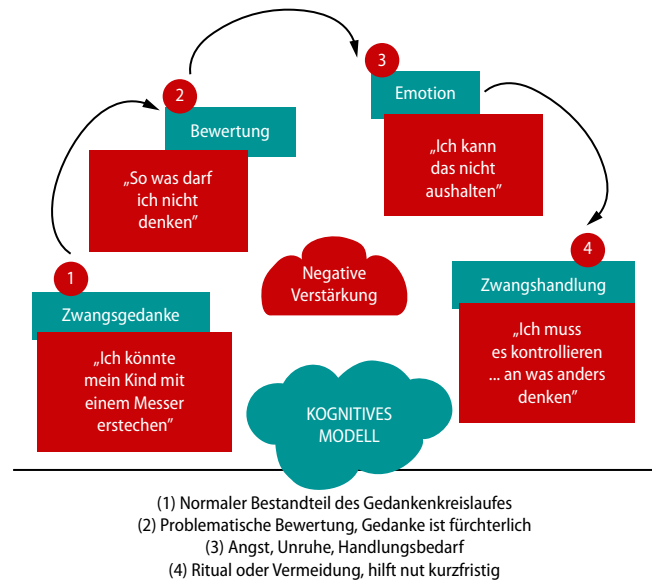 1
Zwangsgedanke
„Ich könnte
mein Kind mit
einem Messer
erstechen”
2
Bewertung
„So was darf
ich nicht
denken”
3
Emotion
„Ich kann
das nicht
aushalten”
4
Zwangshandlung
„Ich muss
es kontrollieren
... an was anders
denken”
Negative
Verstärkung
KOGNITIVES
MODELL
(1) Normaler Bestandteil des Gedankenkreislaufes
(2) Problematische Bewertung, Gedanke ist fürchterlich
(3) Angst, Unruhe, Handlungsbedarf
(4) Ritual oder Vermeidung, hilft nut kurzfristig